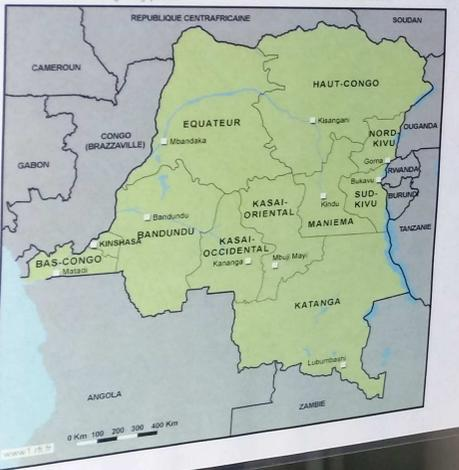 REPUBLIQUE CENTRAFRICAINE
SOUDAN
CAMEROUN
HAUT-CONGO
EQUATEUR
Kisangani
CONGO
(BRAZZAVILLE)
Mbandaka
NORD-
KIVU
OUGANDA
GABON
Goma
RWANDA
Bukavu
KASAI-
ORIENTAL
Kindu
SUD-
KIVU
BURUNDI
Bandundu
MANIEMA
TANZANIE
BANDUNDU
KINSHASA
KASAI-
OCCIDENTAL
BAS-CONGO
Matadi
Kananga
Mbuji Mayi
KATANGA
Lubumbashi
ANGOLA
ZAMBIE
0 Km 100 200 300 400 Km